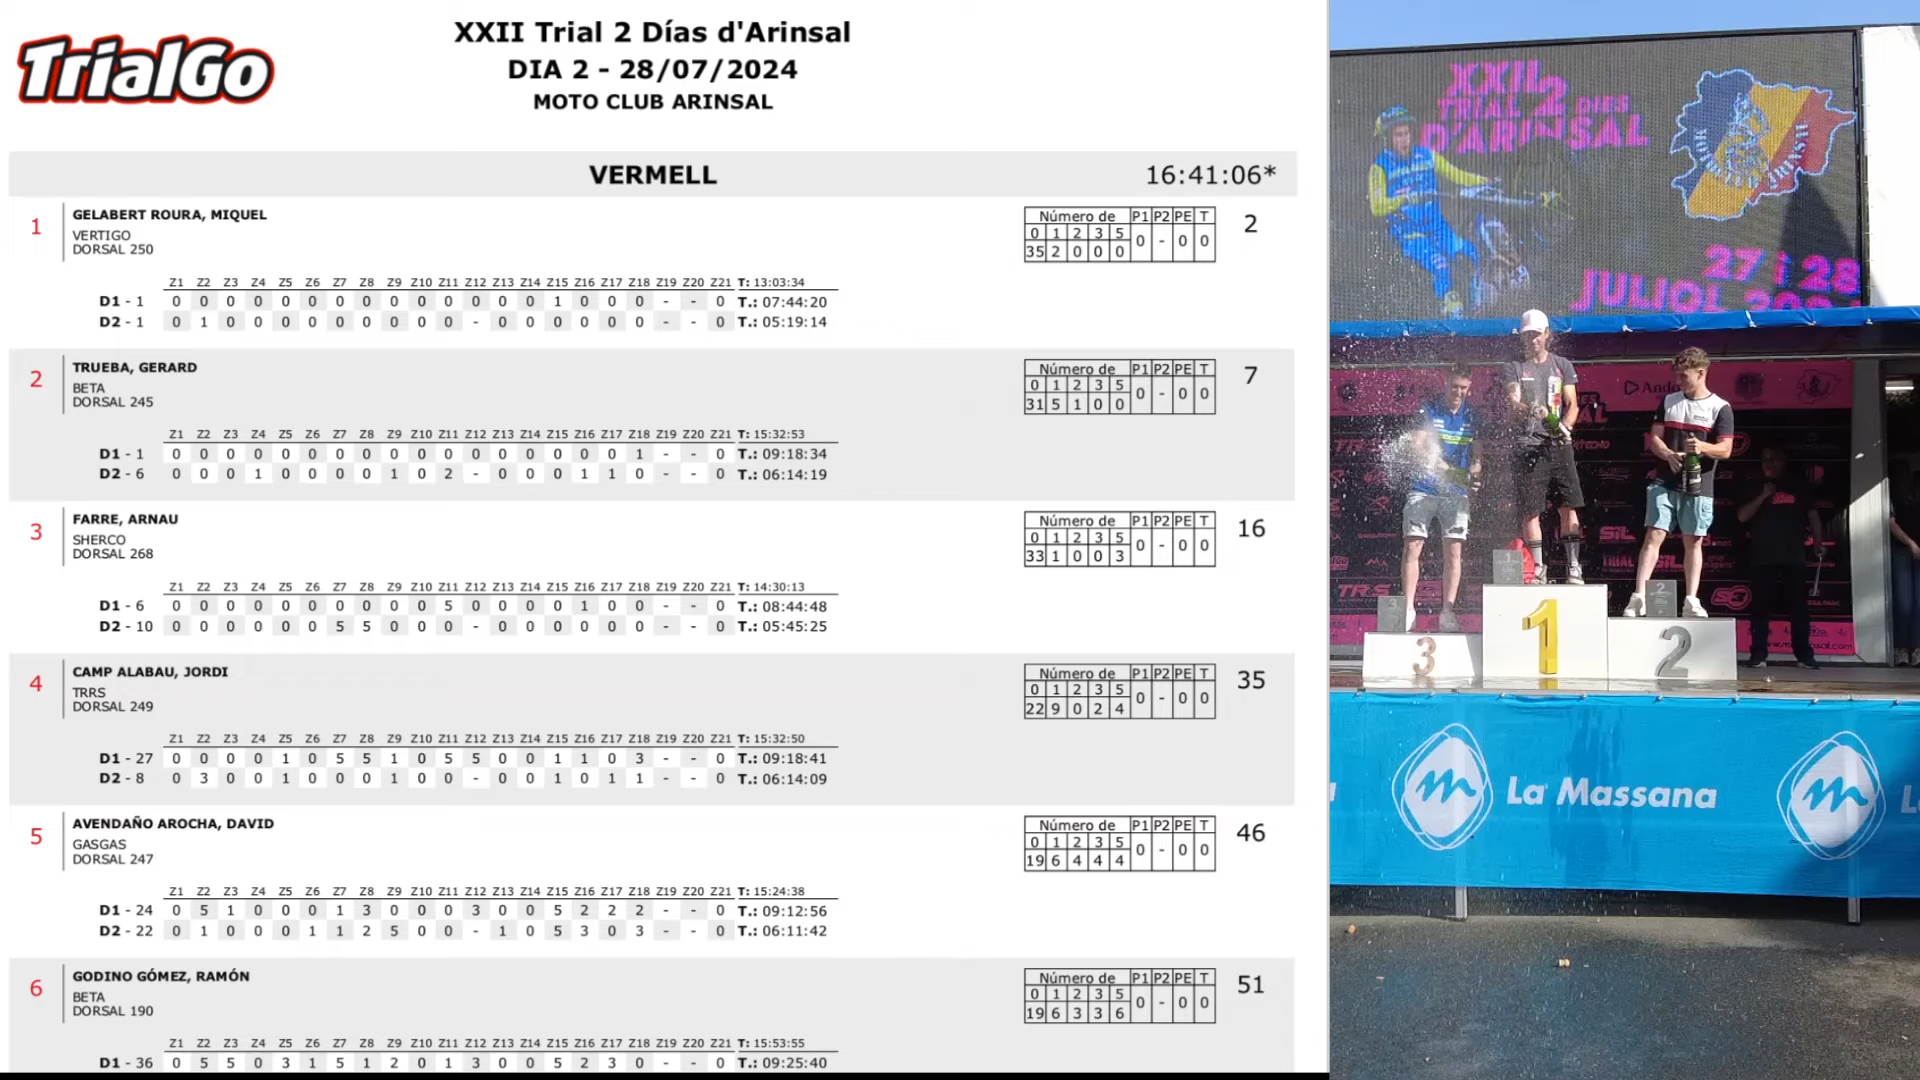 TrialGo
XXII Trial 2 Días d'Arinsal
DIA 2 - 28/07/2024
MOTO CLUB ARINSAL
VERMELL 16:41:06*
1 GELABERT ROURA, MIQUEL
VERTIGO
DORSAL 250
Número de P1 P2 PE T
0 1 2 3 5
35 2 0 0 0 0 - 0 0
2
Z1 Z2 Z3 Z4 Z5 Z6 Z7 Z8 Z9 Z10 Z11 Z12 Z13 Z14 Z15 Z16 Z17 Z18 Z19 Z20 Z21 T: 13:03:34
D1 - 1 0 0 0 0 0 0 0 0 0 0 0 0 0 0 1 0 0 0 - - 0 T.: 07:44:20
D2 - 1 0 1 0 0 0 0 0 0 0 0 0 - 0 0 0 0 0 0 - - 0 T.: 05:19:14
2 TRUEBA, GERARD
BETA
DORSAL 245
Número de P1 P2 PE T
0 1 2 3 5
31 5 1 0 0 0 - 0 0
7
Z1 Z2 Z3 Z4 Z5 Z6 Z7 Z8 Z9 Z10 Z11 Z12 Z13 Z14 Z15 Z16 Z17 Z18 Z19 Z20 Z21 T: 15:32:53
D1 - 1 0 0 0 0 0 0 0 0 0 0 0 0 0 0 0 0 0 1 - - 0 T.: 09:18:34
D2 - 6 0 0 0 1 0 0 0 0 1 0 2 - 0 0 0 1 1 0 - - 0 T.: 06:14:19
3 FARRE, ARNAU
SHERCO
DORSAL 268
Número de P1 P2 PE T
0 1 2 3 5
33 1 0 0 3 0 - 0 0
16
Z1 Z2 Z3 Z4 Z5 Z6 Z7 Z8 Z9 Z10 Z11 Z12 Z13 Z14 Z15 Z16 Z17 Z18 Z19 Z20 Z21 T: 14:30:13
D1 - 6 0 0 0 0 0 0 0 0 0 0 5 0 0 0 0 1 0 0 - - 0 T.: 08:44:48
D2 - 10 0 0 0 0 0 0 5 5 0 0 0 - 0 0 0 0 0 0 - - 0 T.: 05:45:25
4 CAMP ALABAU, JORDI
TRRS
DORSAL 249
Número de P1 P2 PE T
0 1 2 3 5
22 9 0 2 4 0 - 0 0
35
Z1 Z2 Z3 Z4 Z5 Z6 Z7 Z8 Z9 Z10 Z11 Z12 Z13 Z14 Z15 Z16 Z17 Z18 Z19 Z20 Z21 T: 15:32:50
D1 - 27 0 0 0 0 1 0 5 5 1 0 5 5 0 0 1 1 0 3 - - 0 T.: 09:18:41
D2 - 8 0 3 0 0 1 0 0 0 1 0 0 - 0 0 1 0 1 1 - - 0 T.: 06:14:09
5 AVENDAÑO AROCHA, DAVID
GASGAS
DORSAL 247
Número de P1 P2 PE T
0 1 2 3 5
19 6 4 4 4 0 - 0 0
46
Z1 Z2 Z3 Z4 Z5 Z6 Z7 Z8 Z9 Z10 Z11 Z12 Z13 Z14 Z15 Z16 Z17 Z18 Z19 Z20 Z21 T: 15:24:38
D1 - 24 0 5 1 0 0 0 1 3 0 0 0 3 0 0 5 2 2 2 - - 0 T.: 09:12:56
D2 - 22 0 1 0 0 0 1 1 2 5 0 0 - 1 0 5 3 0 3 - - 0 T.: 06:11:42
6 GODINO GÓMEZ, RAMÓN
BETA
DORSAL 190
Número de P1 P2 PE T
0 1 2 3 5
19 6 3 3 6 0 - 0 0
51
Z1 Z2 Z3 Z4 Z5 Z6 Z7 Z8 Z9 Z10 Z11 Z12 Z13 Z14 Z15 Z16 Z17 Z18 Z19 Z20 Z21 T: 15:53:55
D1 - 36 0 5 5 0 3 1 5 1 2 0 1 3 0 0 5 2 3 0 - - 0 T.: 09:25:40
XXII
TRIAL 2 DIES
D'ARINSAL
27 i 28
JULIOL
TRS
SIL
S3
3
1
2
La Massana